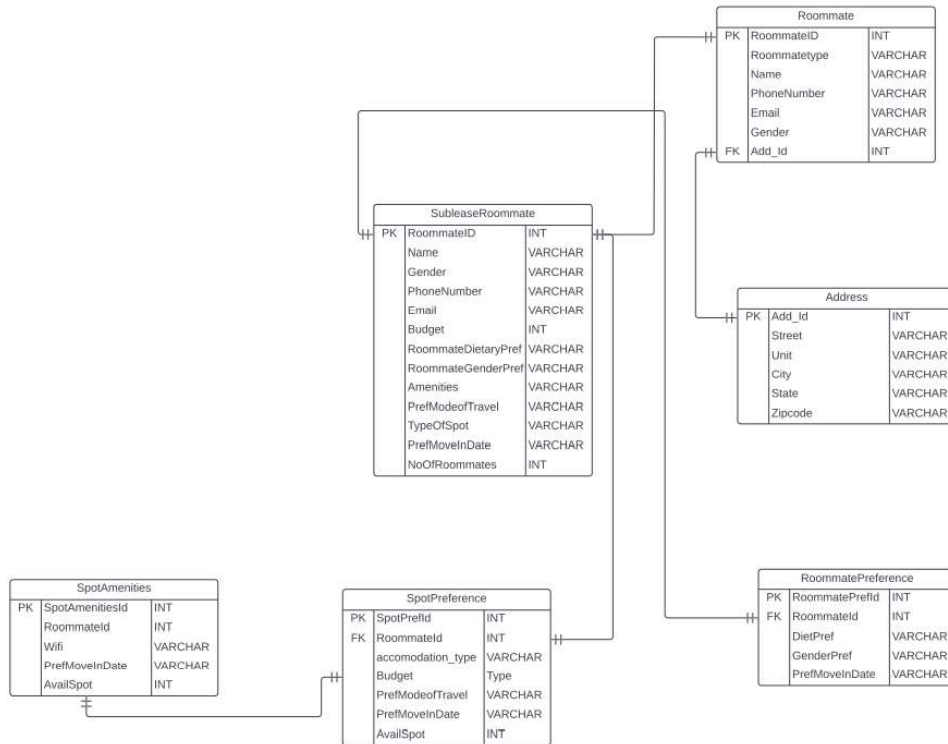 Roommate
PK RoommateID INT
Roommatetype VARCHAR
Name VARCHAR
PhoneNumber VARCHAR
Email VARCHAR
Gender VARCHAR
FK Add_Id INT
SubleaseRoommate
PK RoommateID INT
Name VARCHAR
Gender VARCHAR
PhoneNumber VARCHAR
Email VARCHAR
Budget INT
RoommateDietaryPref VARCHAR
RoommateGenderPref VARCHAR
Amenities VARCHAR
PrefModeofTravel VARCHAR
TypeOfSpot VARCHAR
PrefMoveInDate VARCHAR
NoOfRoommates INT
Address
PK Add_Id INT
Street VARCHAR
Unit VARCHAR
City VARCHAR
State VARCHAR
Zipcode VARCHAR
SpotAmenities
PK SpotAmenitiesId INT
RoommateId INT
Wifi VARCHAR
PrefMoveInDate VARCHAR
AvailSpot INT
SpotPreference
PK SpotPrefId INT
FK RoommateId INT
accomodation_type VARCHAR
Budget Type
PrefModeofTravel VARCHAR
PrefMoveInDate VARCHAR
AvailSpot INT
RoommatePreference
PK RoommatePrefId INT
FK RoommateId INT
DietPref VARCHAR
GenderPref VARCHAR
PrefMoveInDate VARCHAR